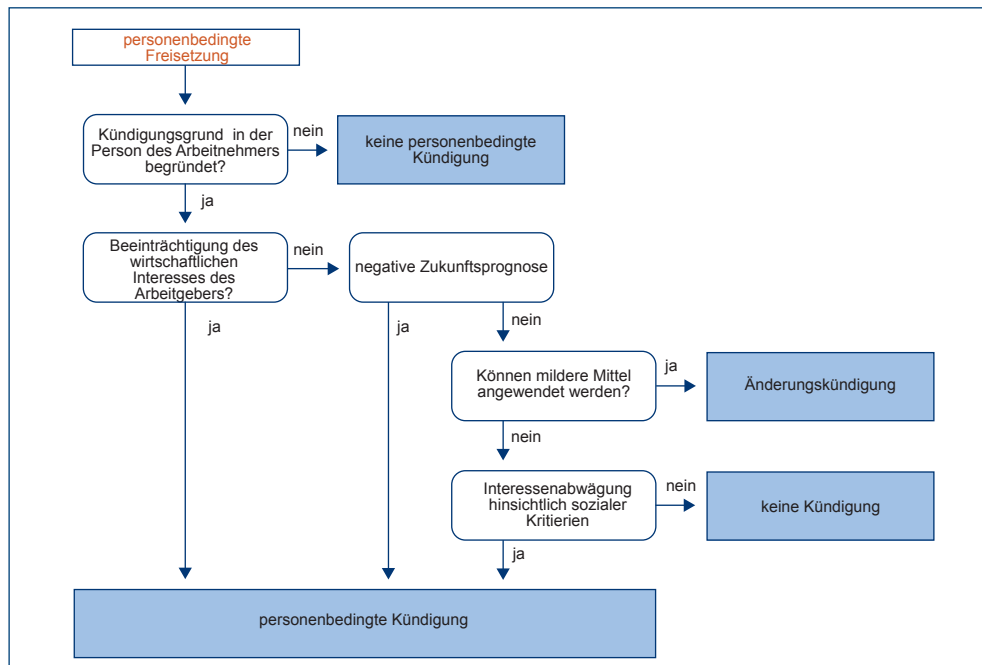 personenbedingte
Freisetzung
Kündigungsgrund in der
Person des Arbeitnehmers
begründet?
nein
keine personenbedingte
Kündigung
ja
Beeinträchtigung des
wirtschaftlichen
Interesses des
Arbeitgebers?
nein
negative Zukunftsprognose
ja
ja
nein
Können mildere Mittel
angewendet werden?
ja
Änderungskündigung
nein
Interessenabwägung
hinsichtlich sozialer
Kritierien
nein
keine Kündigung
ja
personenbedingte Kündigung